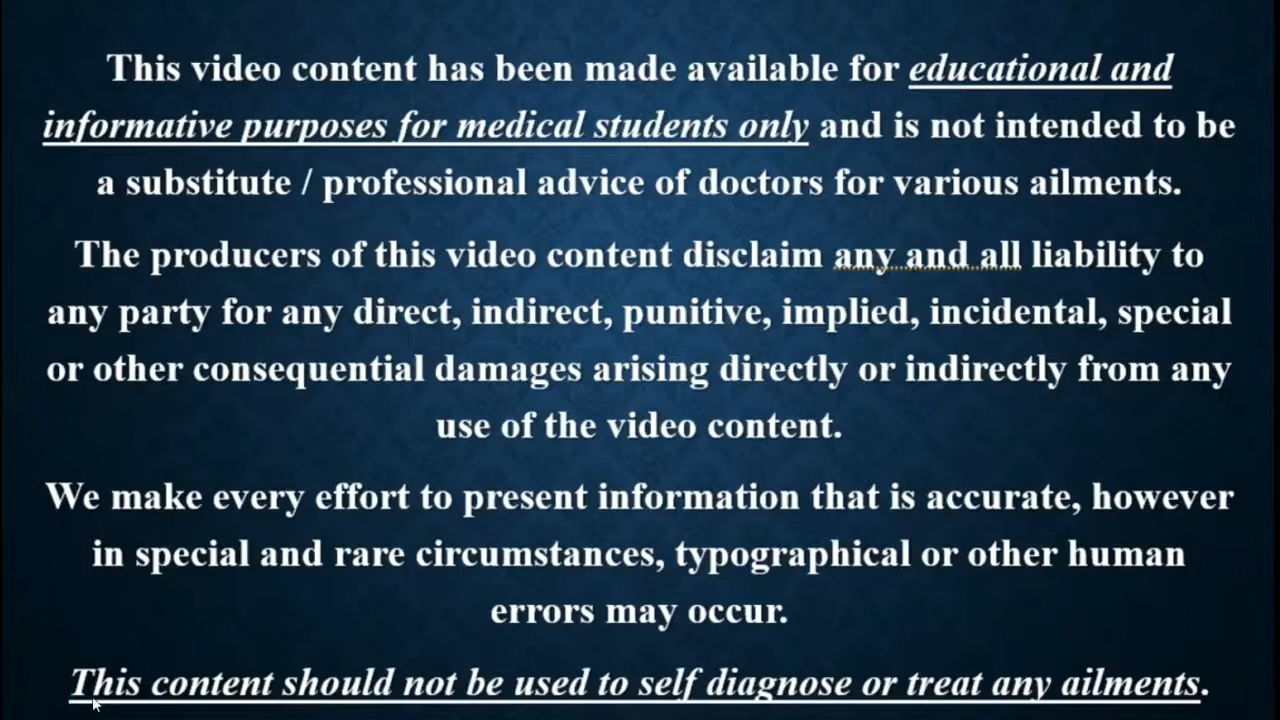 This video content has been made available for educational and
informative purposes for medical students only and is not intended to be
a substitute / professional advice of doctors for various ailments.
The producers of this video content disclaim any and all liability to
any party for any direct, indirect, punitive, implied, incidental, special
or other consequential damages arising directly or indirectly from any
use of the video content.
We make every effort to present information that is accurate, however
in special and rare circumstances, typographical or other human
errors may occur.
This content should not be used to self diagnose or treat any ailments.